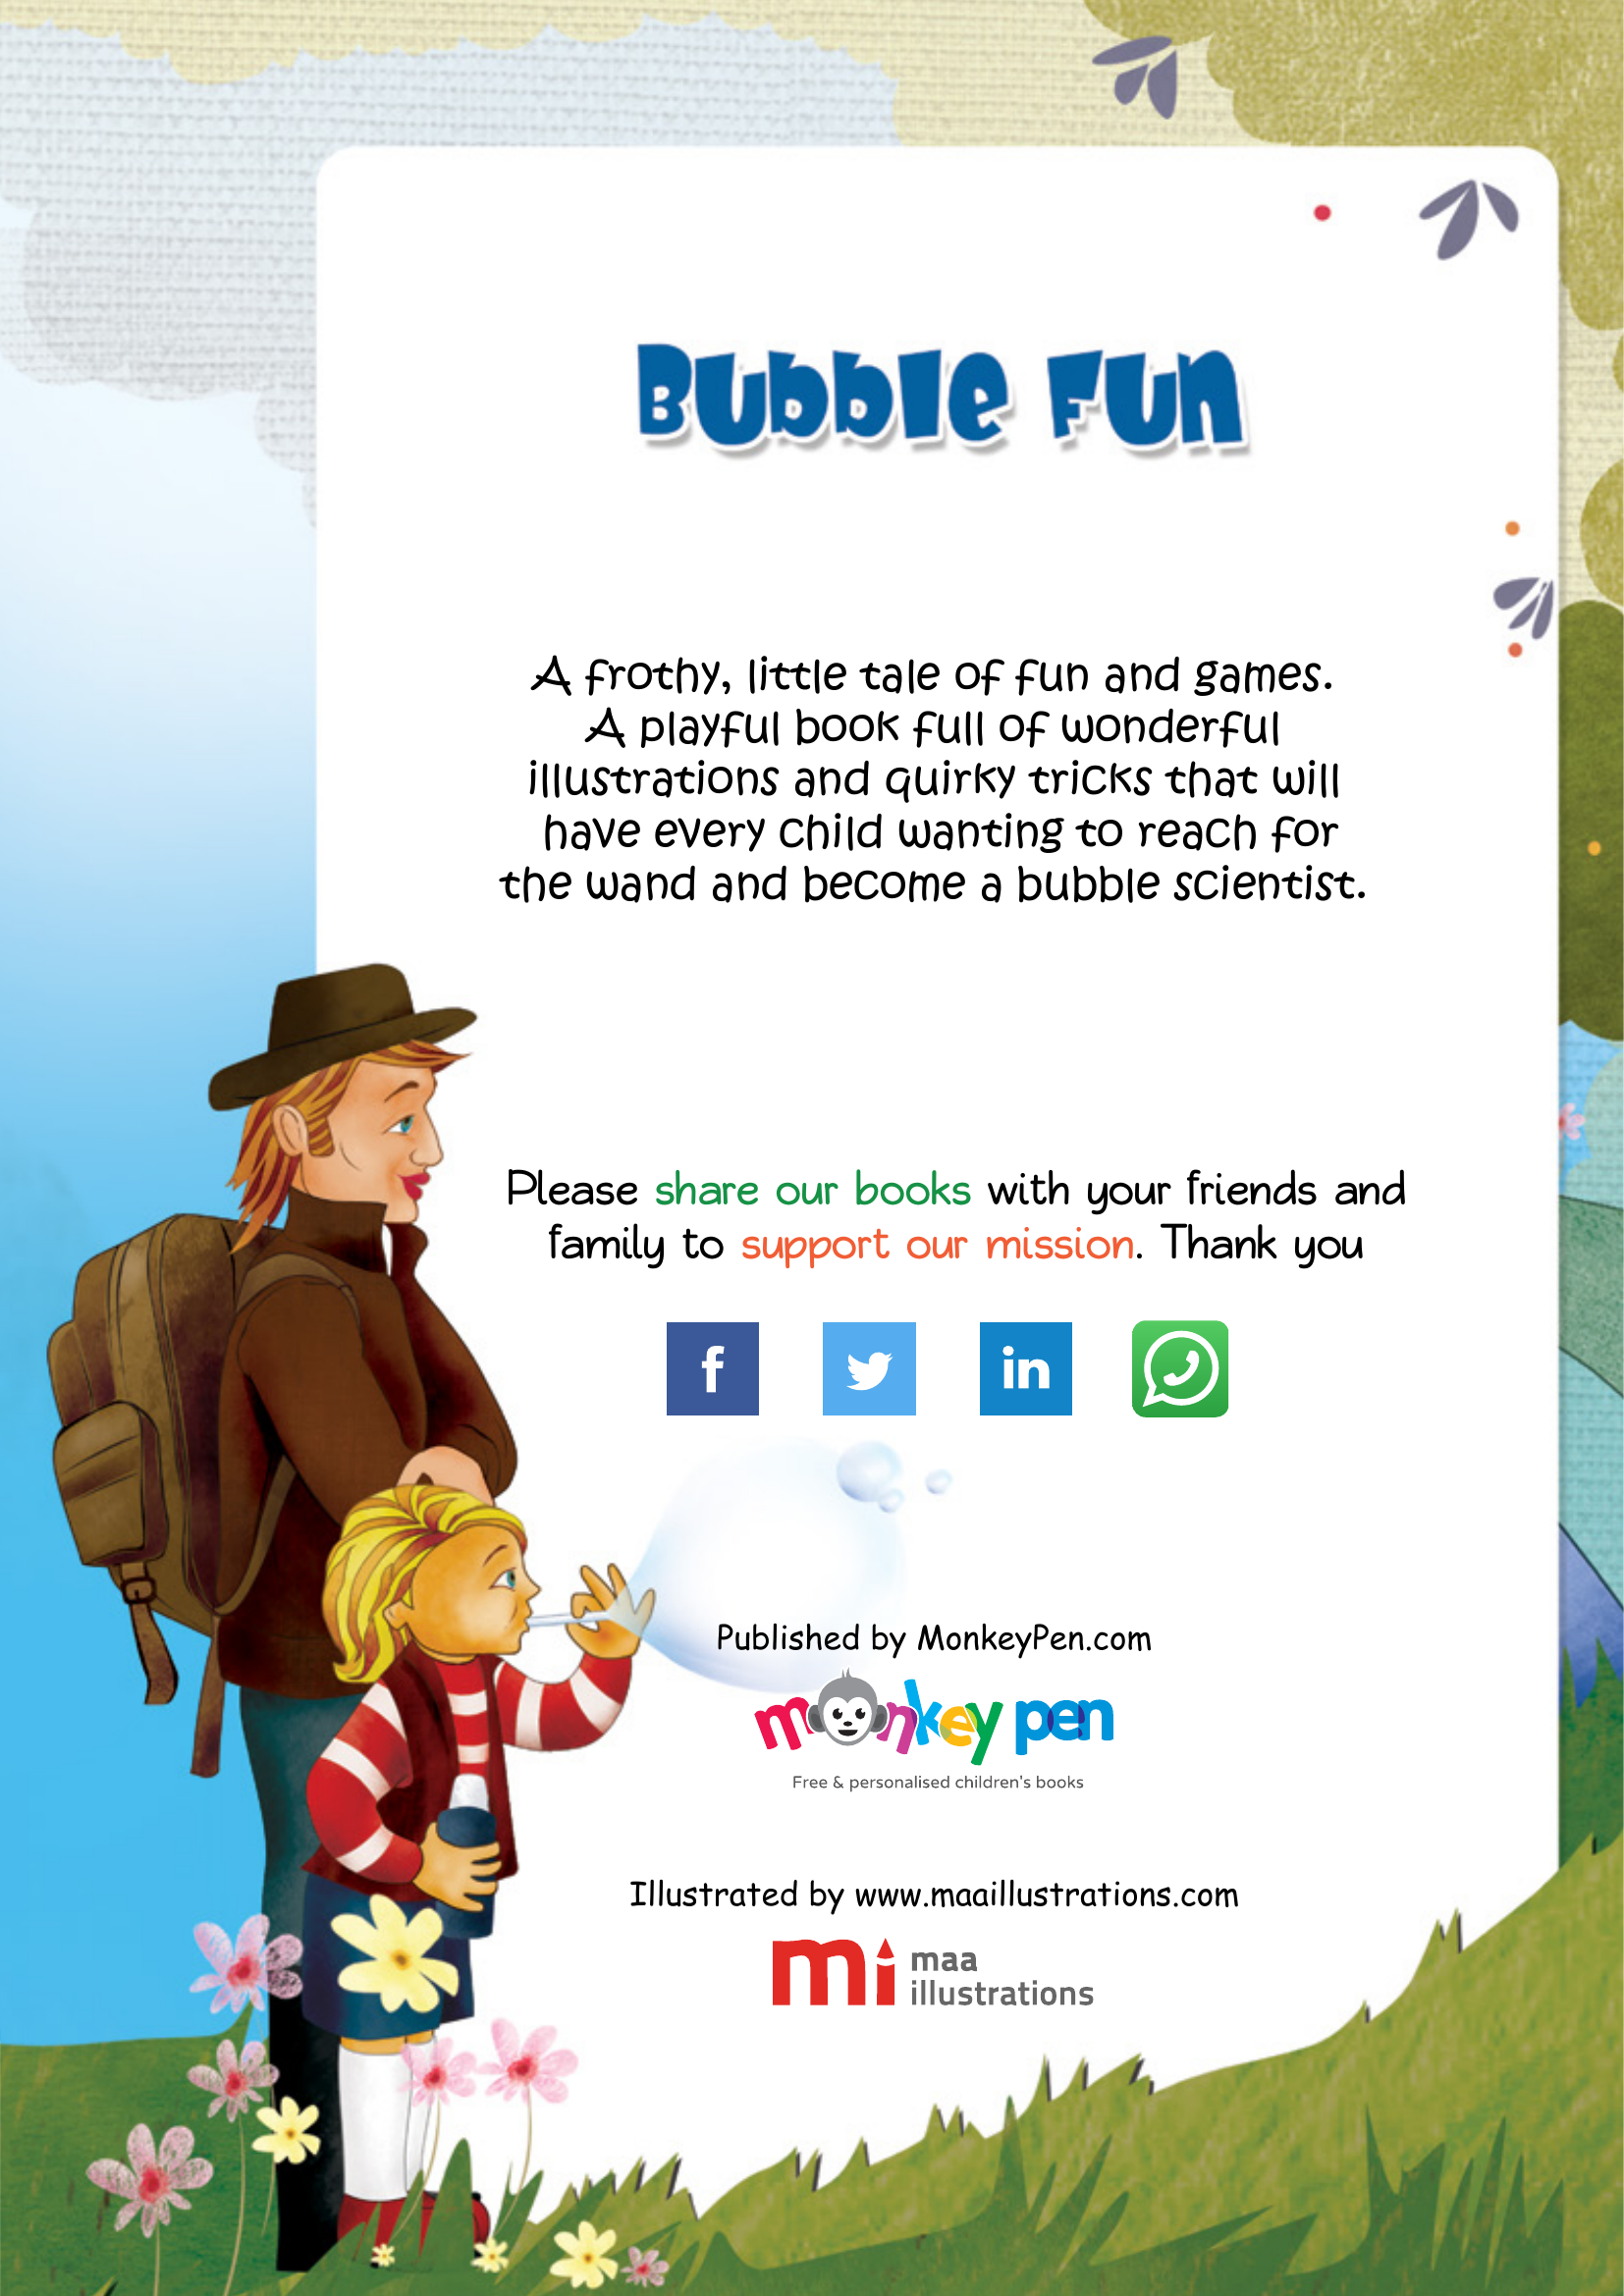 Bubble Fun
A frothy, little tale of fun and games.
A playful book full of wonderful
illustrations and quirky tricks that will
have every child wanting to reach for
the wand and become a bubble scientist.
Please share our books with your friends and
family to support our mission. Thank you
f
in
Published by MonkeyPen.com
monkey pen
Free & personalised children's books
Illustrated by www.maaillustrations.com
mi maa
illustrations